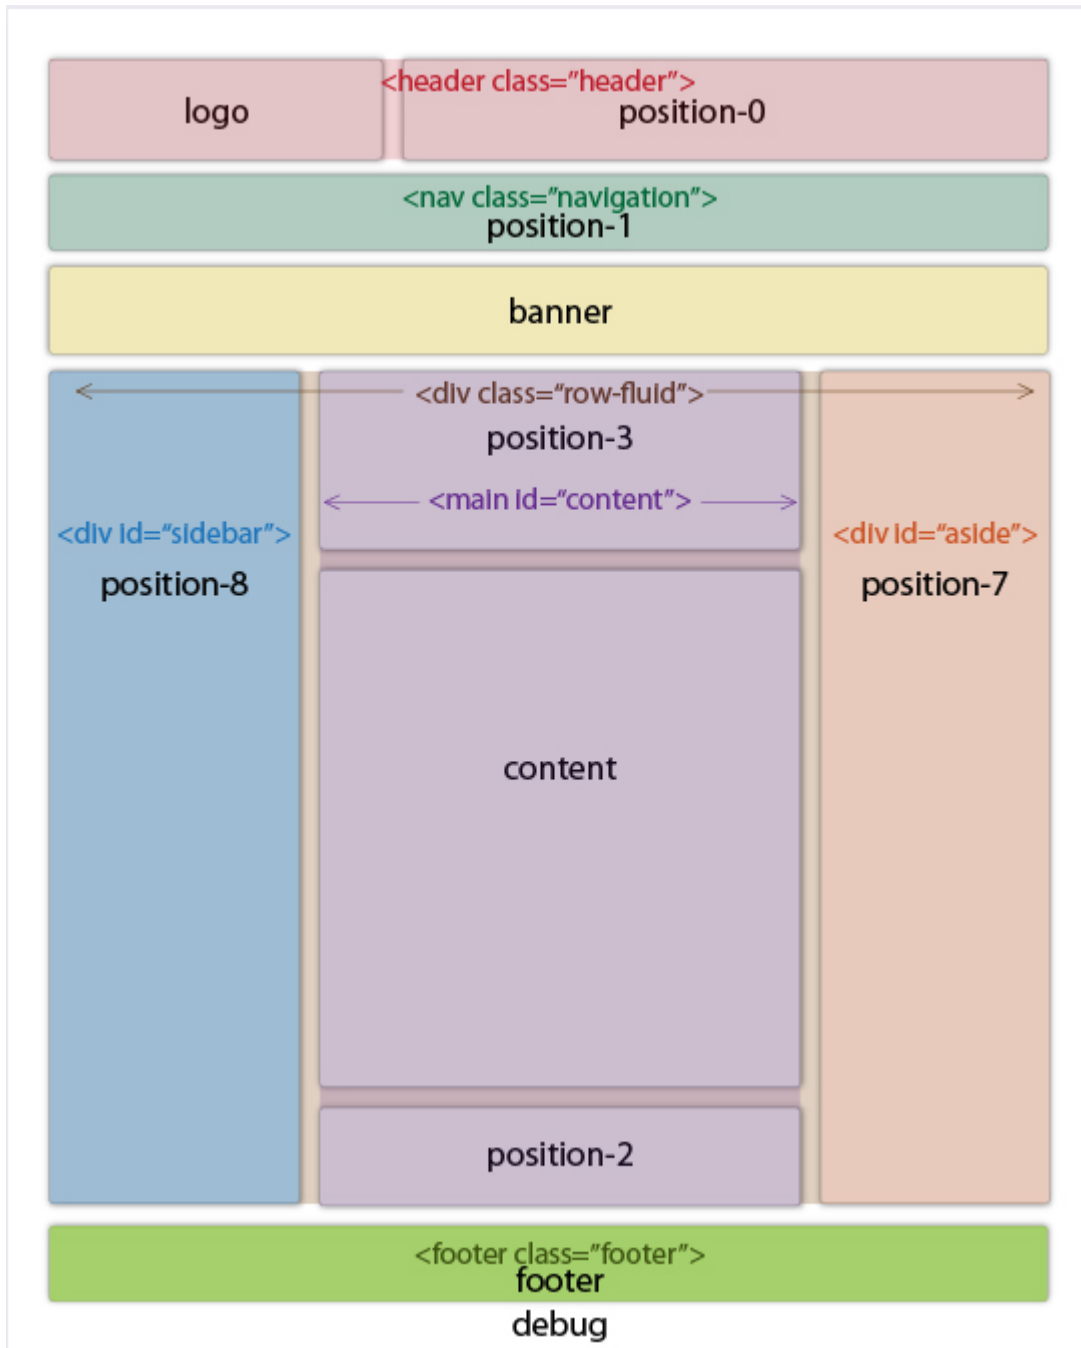 <header class=”header”>
logo
position-0
<nav class=”navigation”>
position-1
banner
<div class=“row-fluid”>
position-3
<main id=“content”>
<div id=“sidebar”>
position-8
<div id=“aside”>
position-7
content
position-2
<footer class=”footer”>
footer
debug